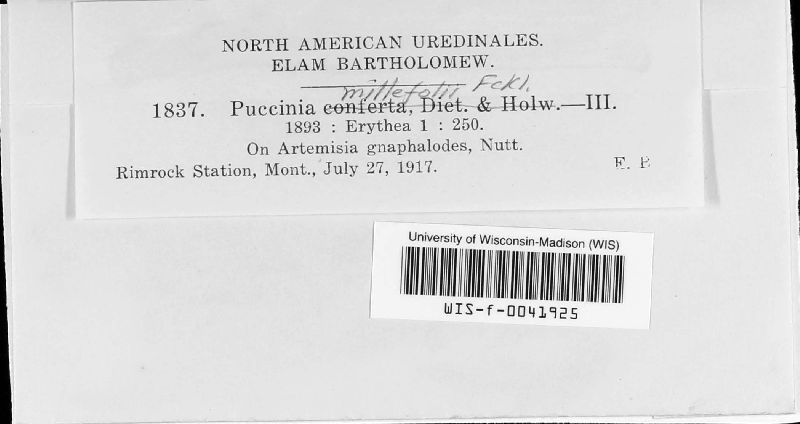 NORTH AMERICAN UREDINALES.
ELAM BARTHOLOMEW.
millefolii Fckl.
1837. Puccinia conferta, Diet. & Holw.—III.
1893 : Erythea 1 : 250.
On Artemisia gnaphalodes, Nutt.
Rimrock Station, Mont., July 27, 1917. E. B
University of Wisconsin-Madison (WIS)
WIS-f-0041925